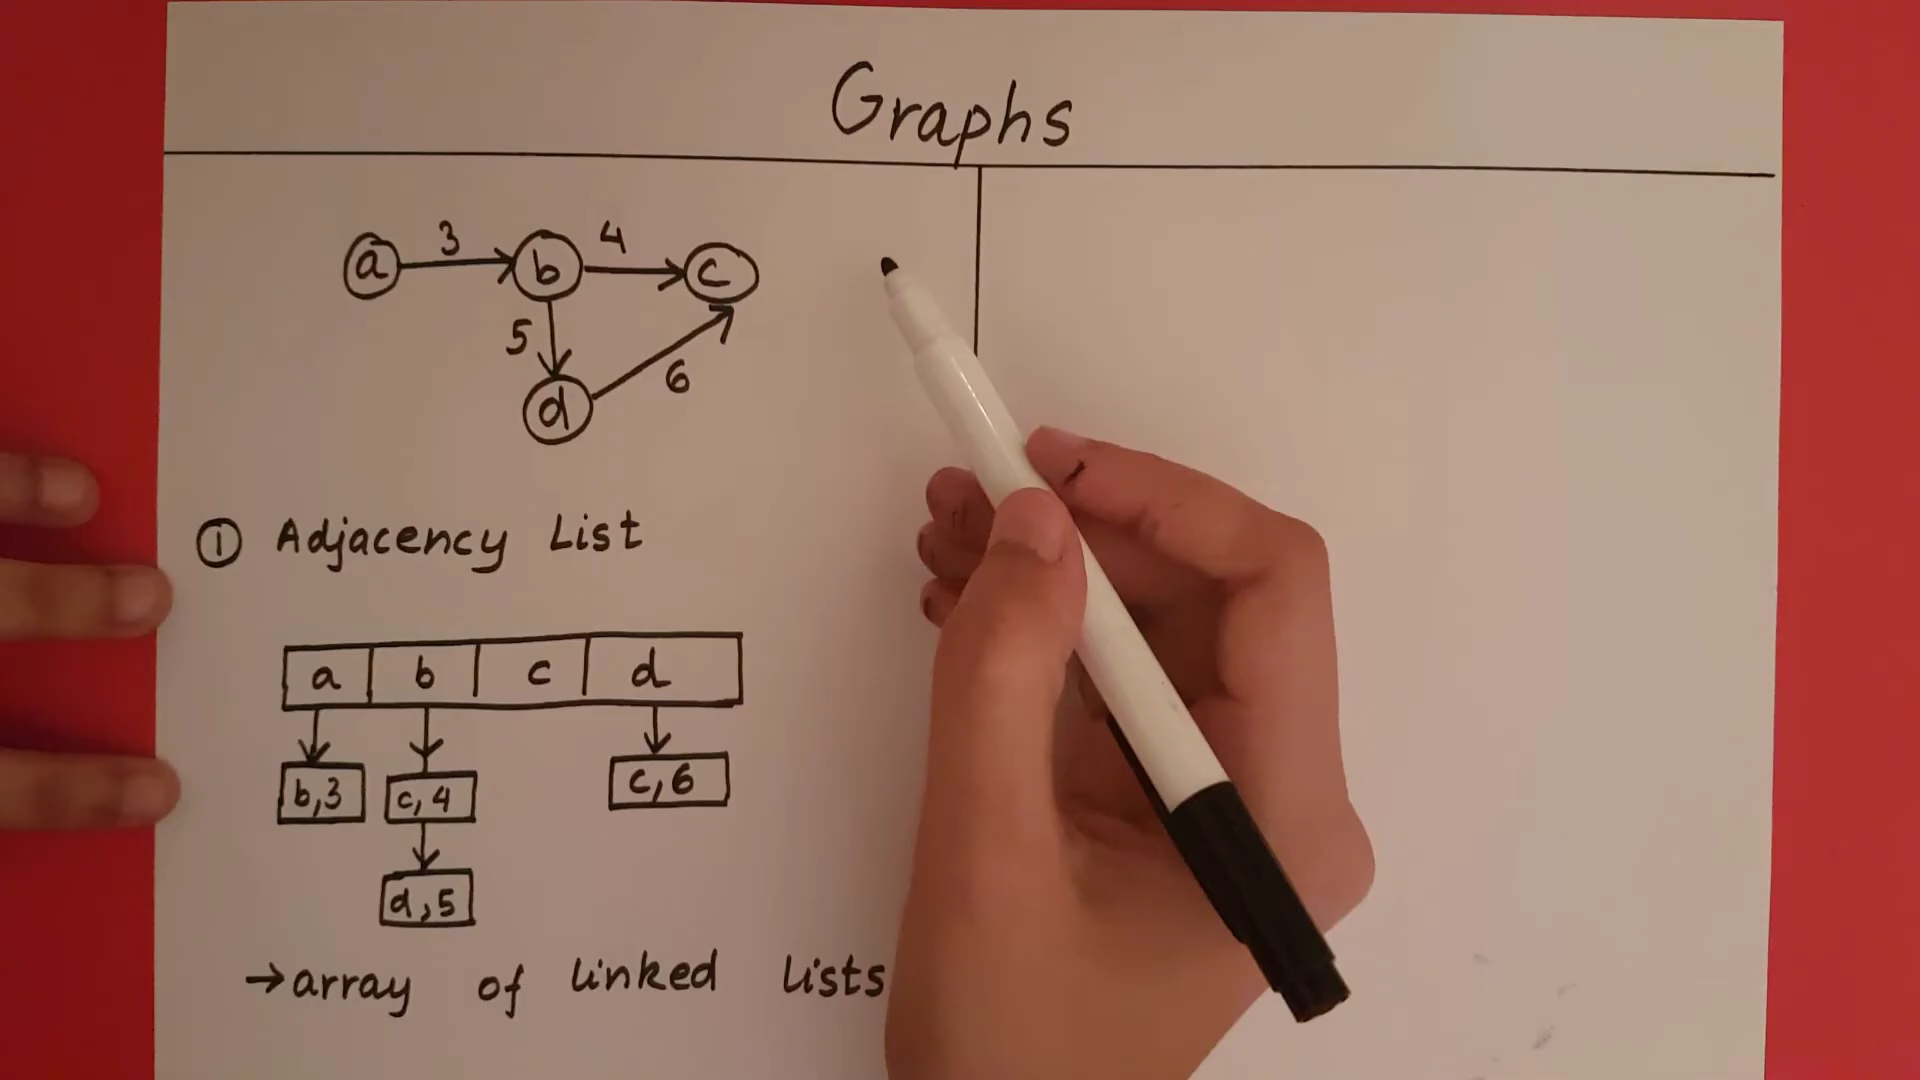 Graphs
a 3 b 4 c
5
6
d
① Adjacency List
a b c d
b,3 c,4 c,6
d,5
→array of linked lists